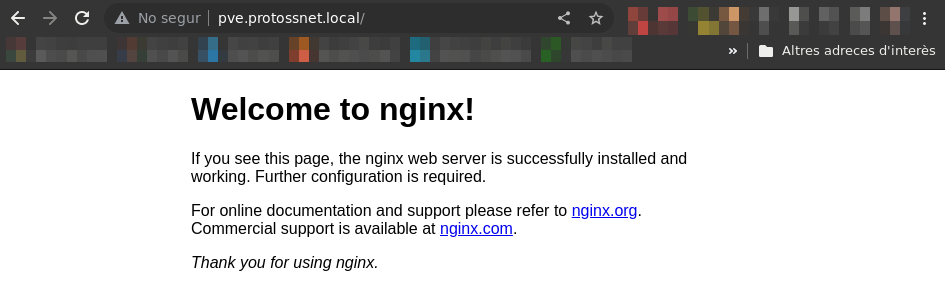 No segur pve.protossnet.local/
» Altres adreces d'interès
Welcome to nginx!
If you see this page, the nginx web server is successfully installed and
working. Further configuration is required.
For online documentation and support please refer to nginx.org.
Commercial support is available at nginx.com.
Thank you for using nginx.